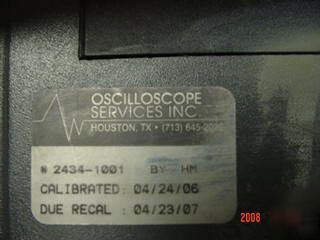 OSCILLOSCOPE
SERVICES INC
HOUSTON, TX • (713)
# 2434-1001 BY HM
CALIBRATED: 04/24/06
DUE RECAL : 04/23/07
2008